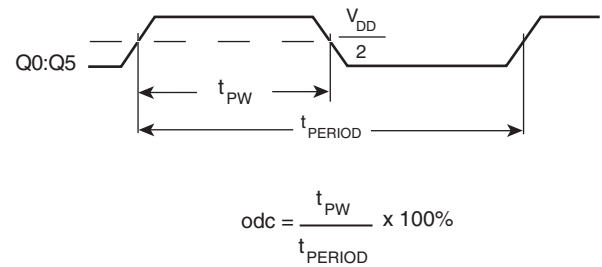 V_DD
2
Q0:Q5
t_PW
t_PERIOD
odc = t_PW / t_PERIOD x 100%